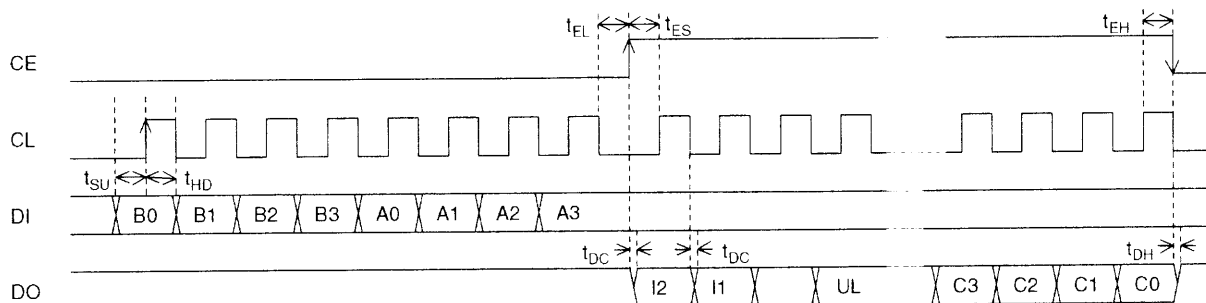 tEL tES tEH
CE
CL
tSU tHD
DI B0 B1 B2 B3 A0 A1 A2 A3
tDC tDC tDH
DO I2 I1 UL C3 C2 C1 C0